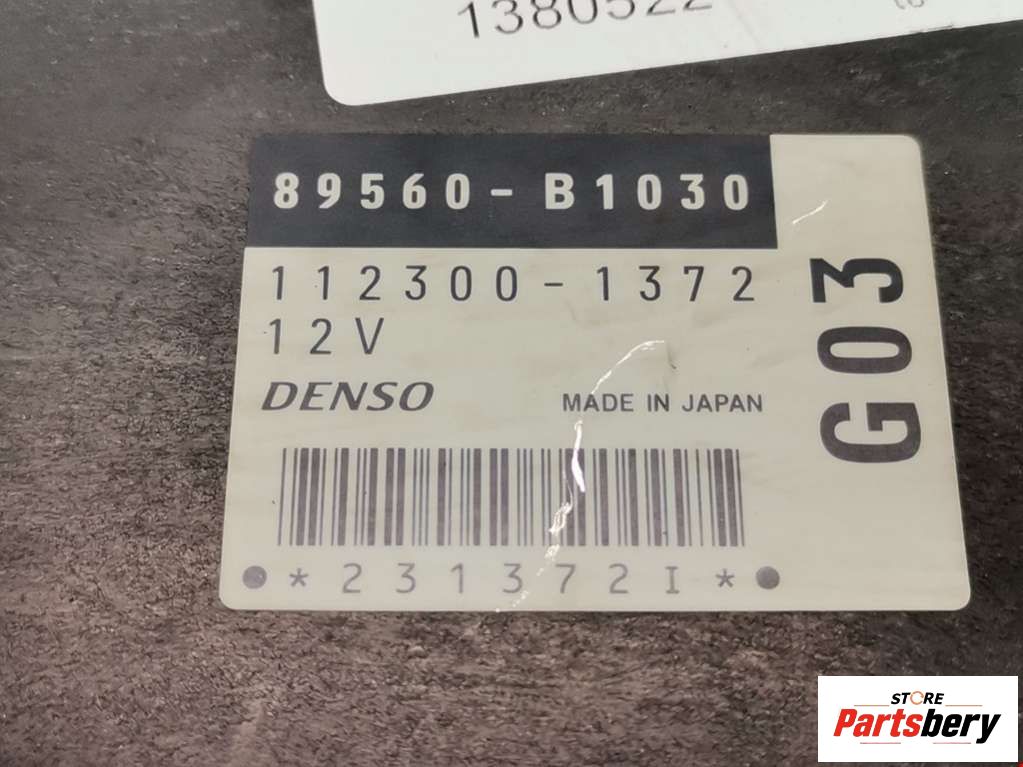 1380522
89560-B1030
112300-1372
12V
DENSO MADE IN JAPAN
G03
*231372I*
STORE
Partsbery